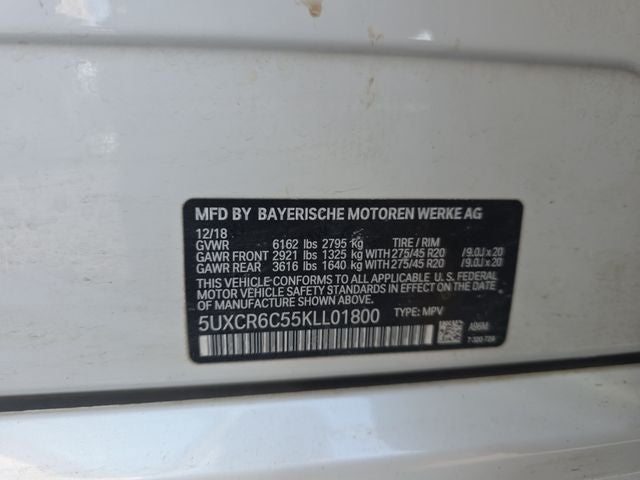 MFD BY BAYERISCHE MOTOREN WERKE AG
12/18
GVWR 6162 lbs 2795 kg TIRE / RIM
GAWR FRONT 2921 lbs 1325 kg WITH 275/45 R20 /9.0J x 20
GAWR REAR 3616 lbs 1640 kg WITH 275/45 R20 /9.0J x 20
THIS VEHICLE CONFORMS TO ALL APPLICABLE U. S. FEDERAL
MOTOR VEHICLE SAFETY STANDARDS IN EFFECT ON THE DATE OF
MANUFACTURE SHOWN ABOVE.
5UXCR6C55KLL01800 TYPE: MPV